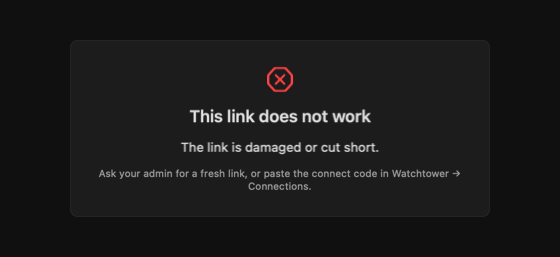 This link does not work
The link is damaged or cut short.
Ask your admin for a fresh link, or paste the connect code in Watchtower →
Connections.